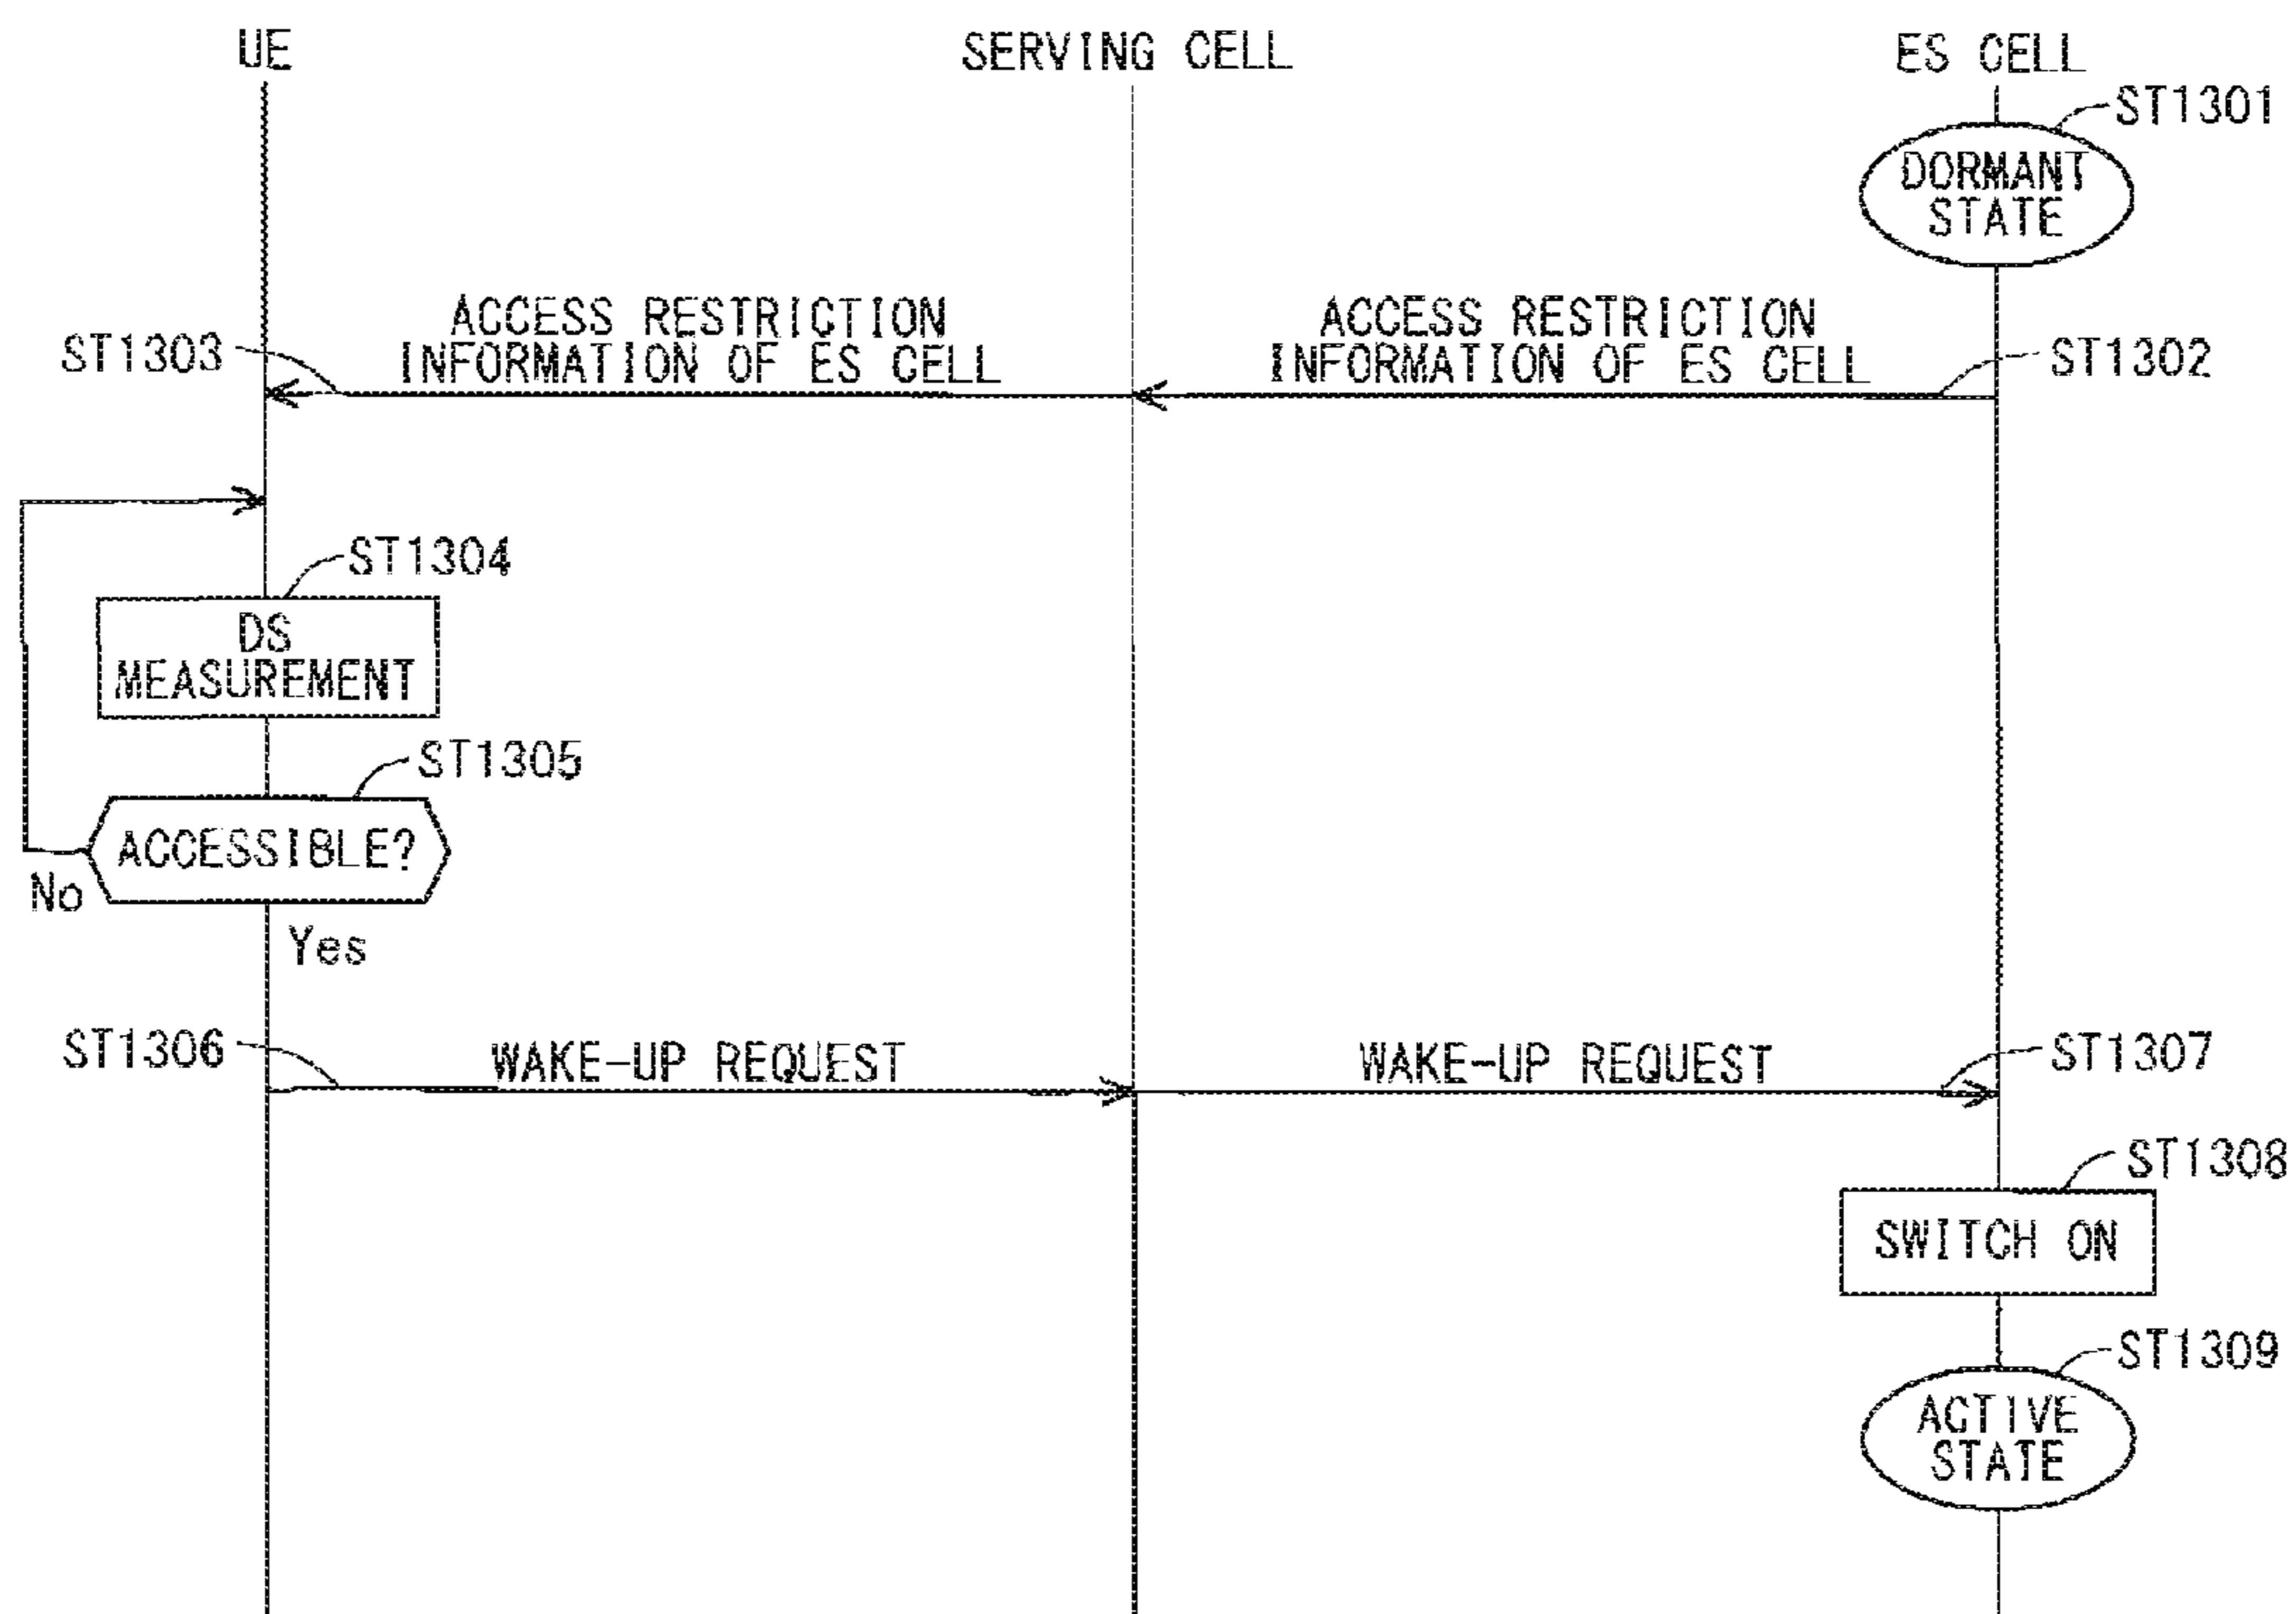 UE
SERVING CELL
ES CELL
ST1301
DORMANT
STATE
ACCESS RESTRICTION
INFORMATION OF ES CELL
ST1303
ACCESS RESTRICTION
INFORMATION OF ES CELL
ST1302
ST1304
DS
MEASUREMENT
ST1305
ACCESSIBLE?
No
Yes
ST1306
WAKE-UP REQUEST
WAKE-UP REQUEST
ST1307
ST1308
SWITCH ON
ST1309
ACTIVE
STATE